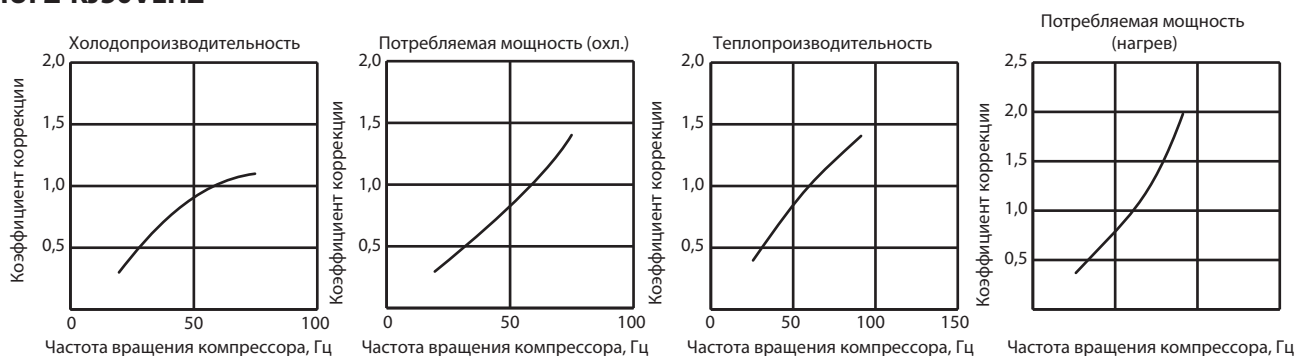 Холодопроизводительность
Коэффициент коррекции
2,0
1,5
1,0
0,5
0 50 100
Частота вращения компрессора, Гц
Потребляемая мощность (охл.)
Коэффициент коррекции
2,0
1,5
1,0
0,5
0 50 100
Частота вращения компрессора, Гц
Теплопроизводительность
Коэффициент коррекции
2,0
1,5
1,0
0,5
0 50 100 150
Частота вращения компрессора, Гц
Потребляемая мощность
(нагрев)
Коэффициент коррекции
2,5
2,0
1,5
1,0
0,5
Частота вращения компрессора, Гц